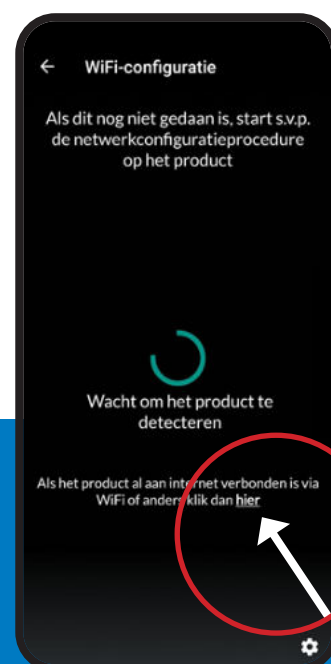 WiFi-configuratie
Als dit nog niet gedaan is, start s.v.p.
de netwerkconfiguratieprocedure
op het product
Wacht om het product te
detecteren
Als het product al aan internet verbonden is via
WiFi of anders klik dan hier